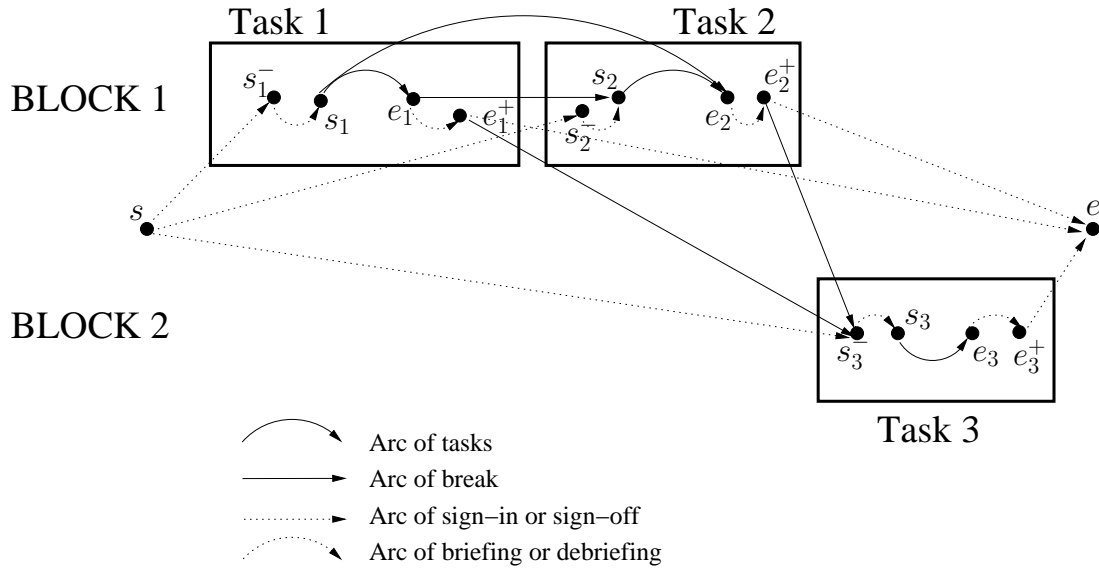 Task 1
Task 2
BLOCK 1
s₁⁻
s₁
e₁
e₁⁺
s₂⁻
s₂
e₂
e₂⁺
s
e
BLOCK 2
s₃⁻
s₃
e₃
e₃⁺
Task 3
Arc of tasks
Arc of break
Arc of sign−in or sign−off
Arc of briefing or debriefing